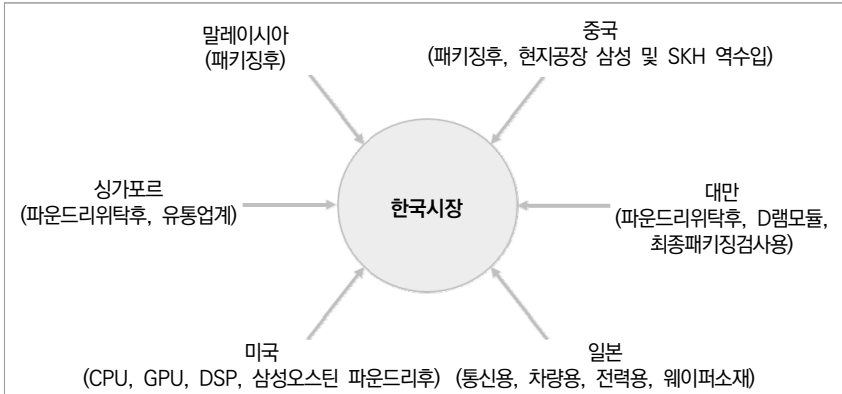 말레이시아
(패키징후)
중국
(패키징후, 현지공장 삼성 및 SKH 역수입)
싱가포르
(파운드리위탁후, 유통업계)
한국시장
대만
(파운드리위탁후, D램모듈,
최종패키징검사용)
미국
(CPU, GPU, DSP, 삼성오스틴 파운드리후)
일본
(통신용, 차량용, 전력용, 웨이퍼소재)